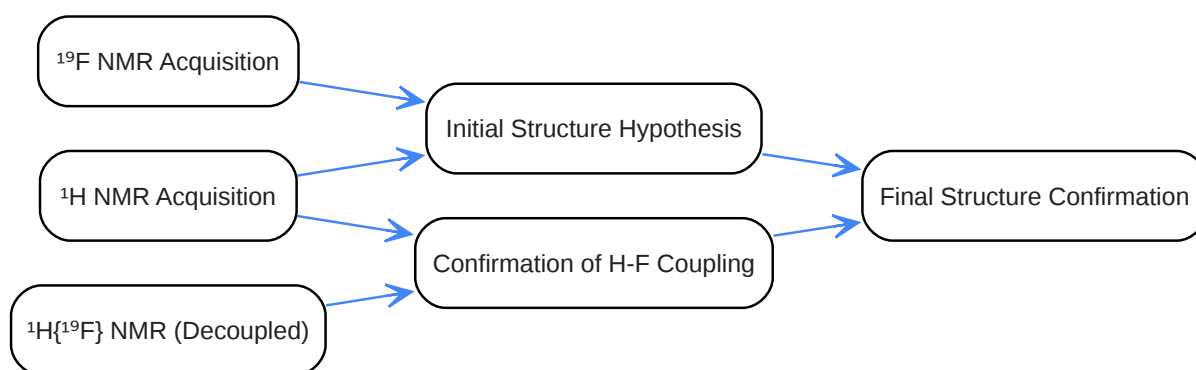 ¹⁹F NMR Acquisition
Initial Structure Hypothesis
¹H NMR Acquisition
Final Structure Confirmation
Confirmation of H-F Coupling
¹H{¹⁹F} NMR (Decoupled)